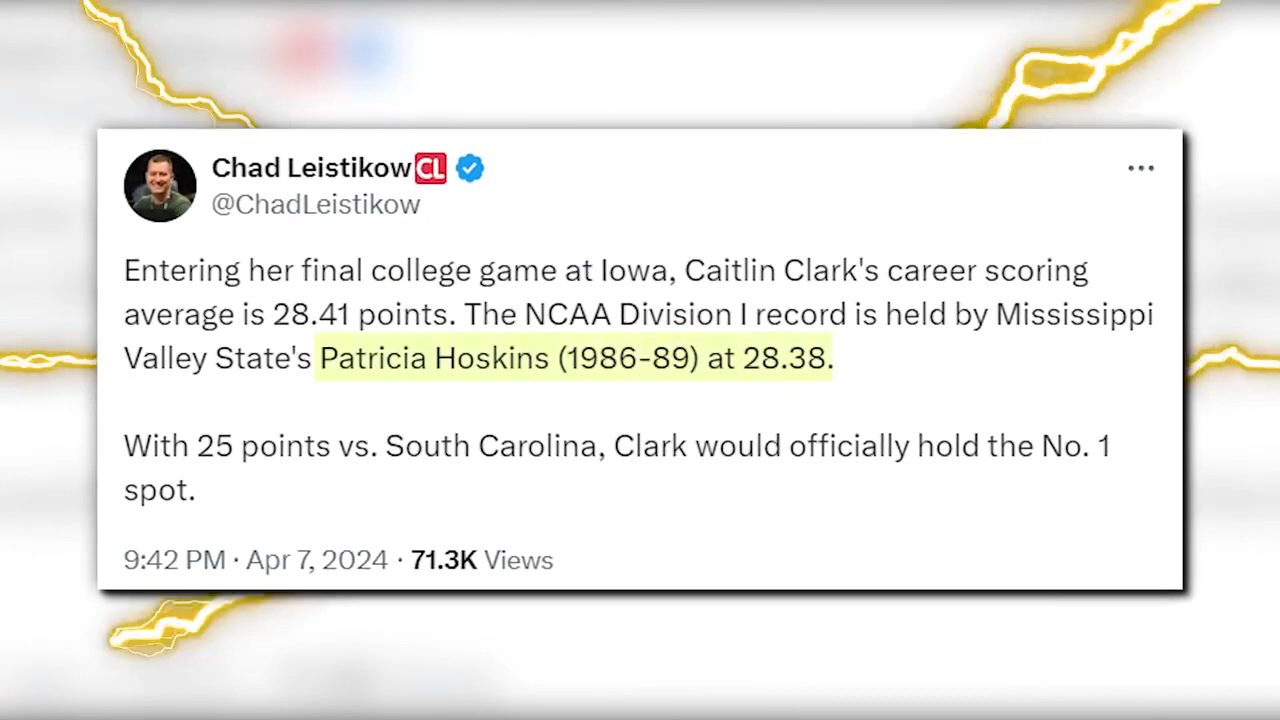 Chad Leistikow CL
@ChadLeistikow
Entering her final college game at Iowa, Caitlin Clark's career scoring
average is 28.41 points. The NCAA Division I record is held by Mississippi
Valley State's Patricia Hoskins (1986-89) at 28.38.
With 25 points vs. South Carolina, Clark would officially hold the No. 1
spot.
9:42 PM · Apr 7, 2024 · 71.3K Views